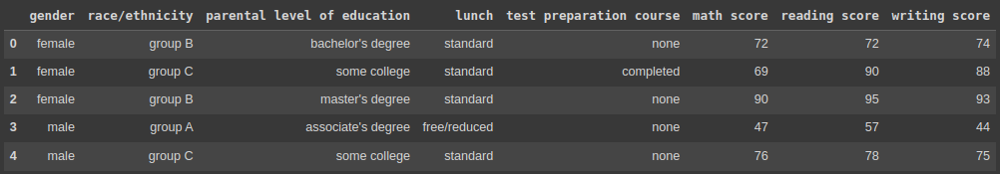 gender race/ethnicity parental level of education lunch test preparation course math score reading score writing score
0 female group B bachelor's degree standard none 72 72 74
1 female group C some college standard completed 69 90 88
2 female group B master's degree standard none 90 95 93
3 male group A associate's degree free/reduced none 47 57 44
4 male group C some college standard none 76 78 75